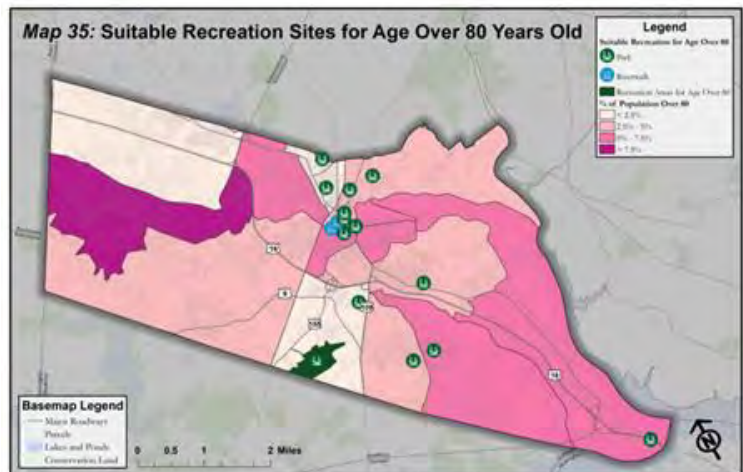 Map 35: Suitable Recreation Sites for Age Over 80 Years Old
Legend
Suitable Recreation for Age Over 80
Park
Riverwalk
Recreation Areas for Age Over 80
% of Population Over 80
< 2.5%
2.5% - 5%
5% - 7.5%
> 7.5%
16
9
155
16
Basemap Legend
Major Roadways
Parcels
Lakes and Ponds
Conservation Land
0 0.5 1 2 Miles
N